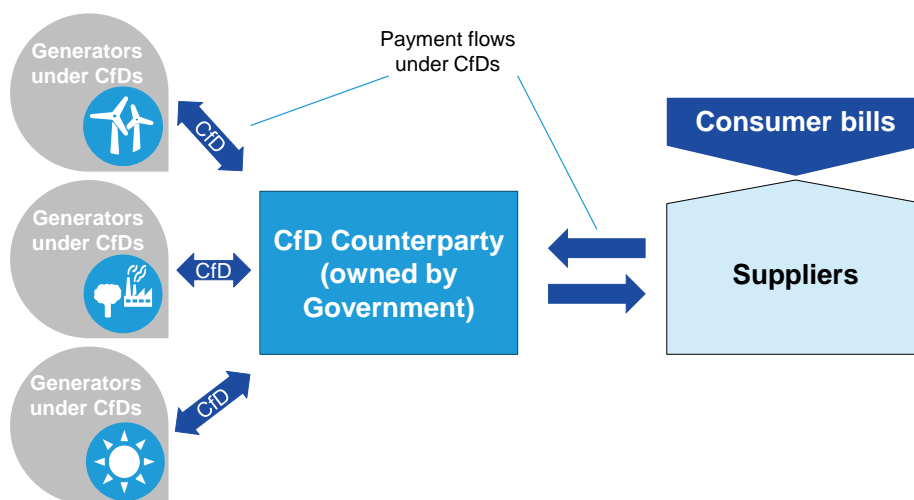 Generators
under CfDs
Payment flows
under CfDs
CfD
Consumer bills
Generators
under CfDs
CfD
CfD Counterparty
(owned by
Government)
Suppliers
Generators
under CfDs
CfD